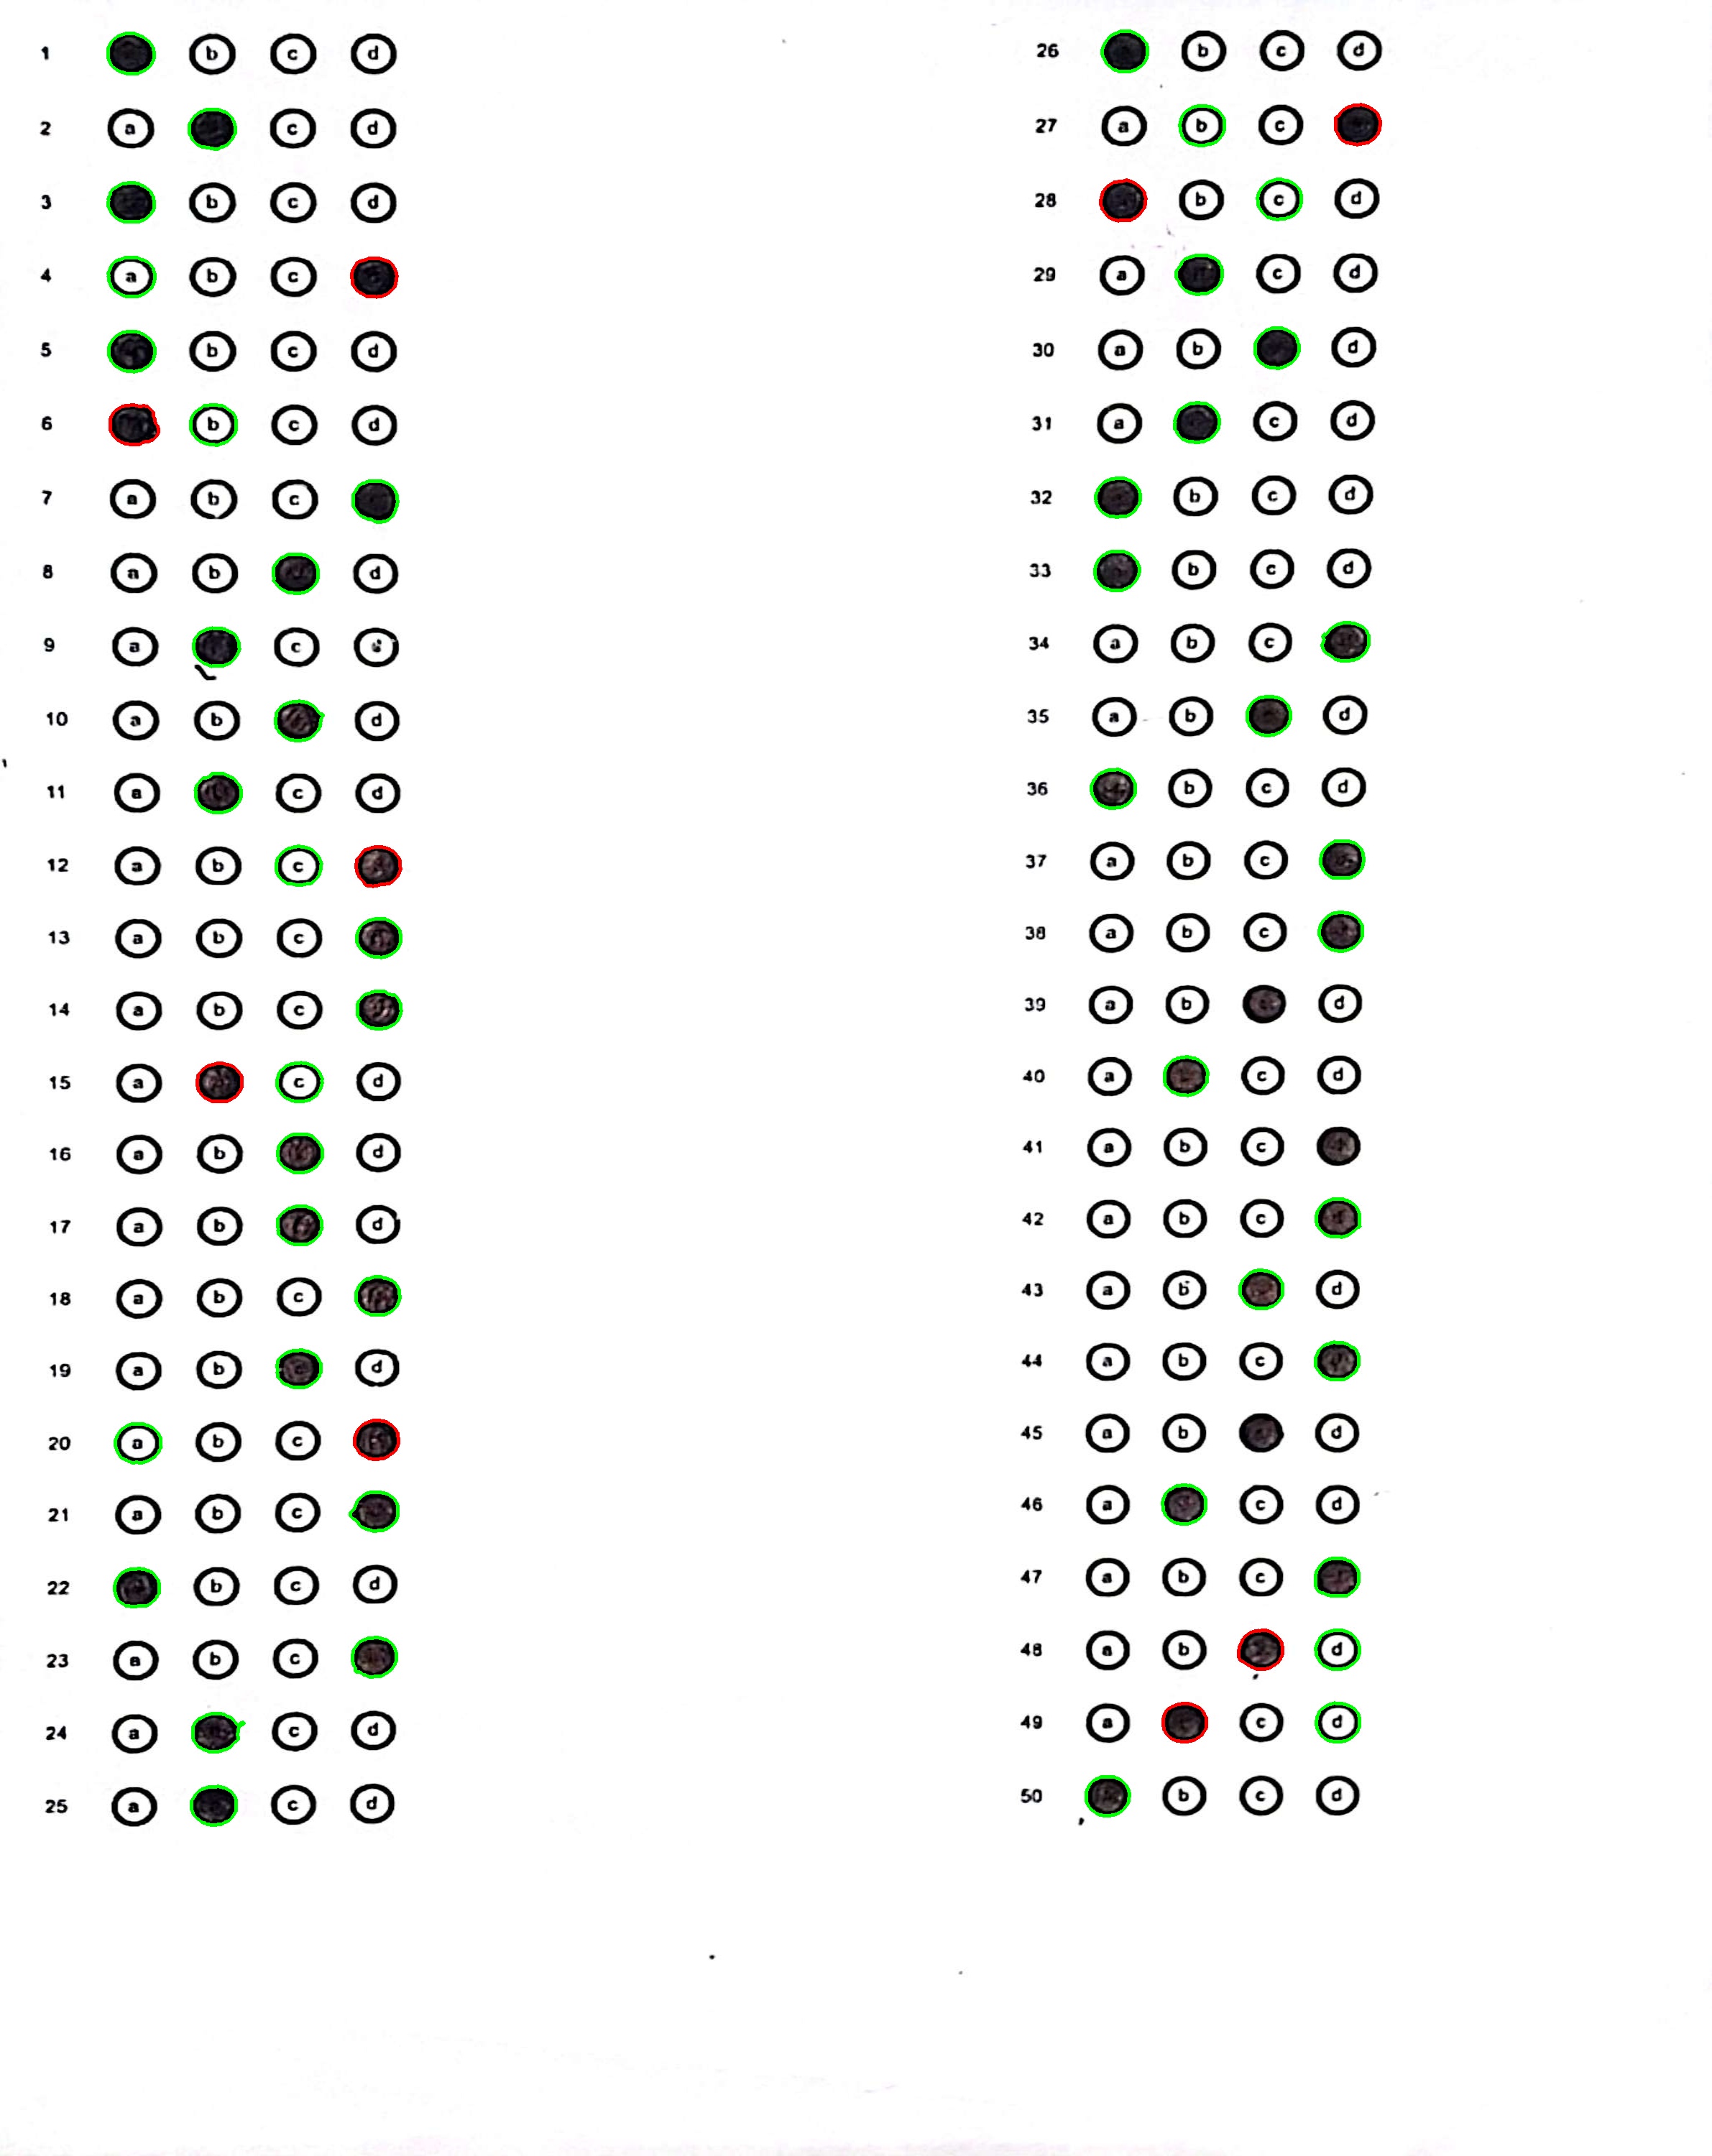 1 b c d
2 a c d
3 b c d
4 a b c
5 b c d
6 b c d
7 a b c
8 a b d
9 a c
10 a b d
11 a c d
12 a b c
13 a b c
14 a b c
15 a c d
16 a b d
17 a b d
18 a b c
19 a b d
20 a b c
21 a b c
22 b c d
23 a b c
24 a c d
25 a c d
26 b c d
27 a b c
28 b c d
29 a c d
30 a b d
31 a c d
32 b c d
33 b c d
34 a b c
35 a b d
36 b c d
37 a b c
38 a b c
39 a b d
40 a c d
41 a b c
42 a b c
43 a b d
44 a b c
45 a b d
46 a c d
47 a b c
48 a b d
49 a c d
50 b c d